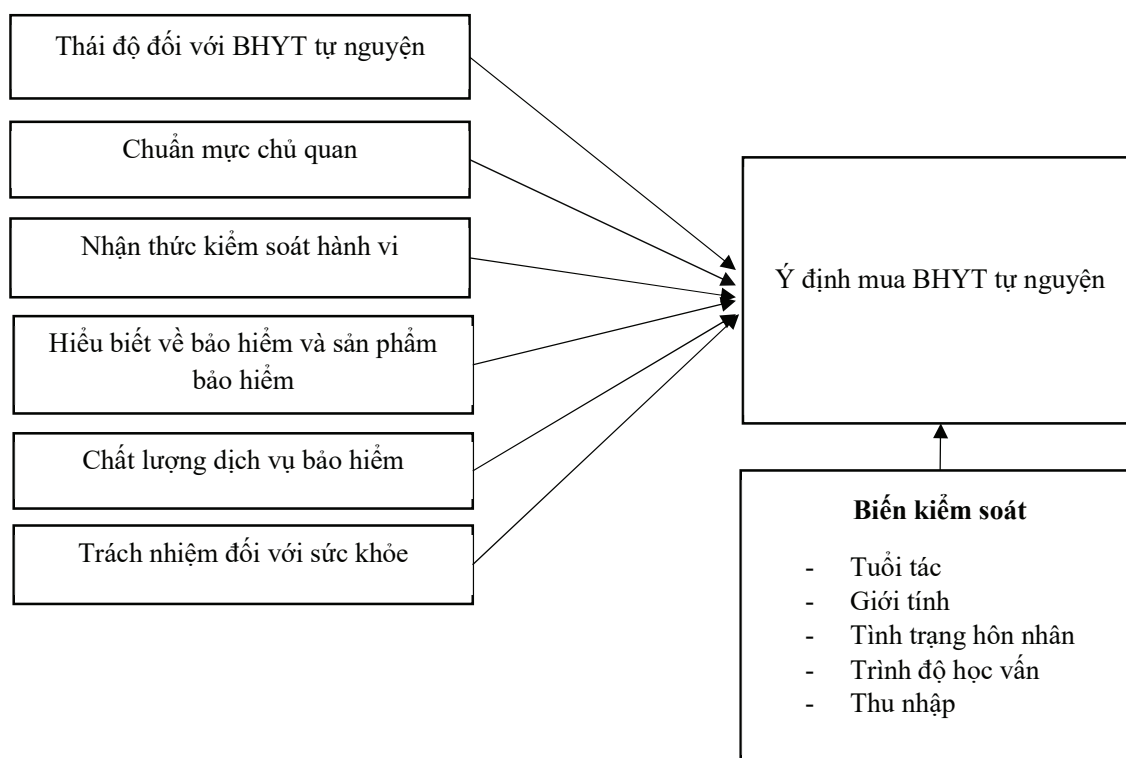 Thái độ đối với BHYT tự nguyện
Chuẩn mực chủ quan
Nhận thức kiểm soát hành vi
Hiểu biết về bảo hiểm và sản phẩm
bảo hiểm
Chất lượng dịch vụ bảo hiểm
Trách nhiệm đối với sức khỏe
Ý định mua BHYT tự nguyện
Biến kiểm soát
- Tuổi tác
- Giới tính
- Tình trạng hôn nhân
- Trình độ học vấn
- Thu nhập